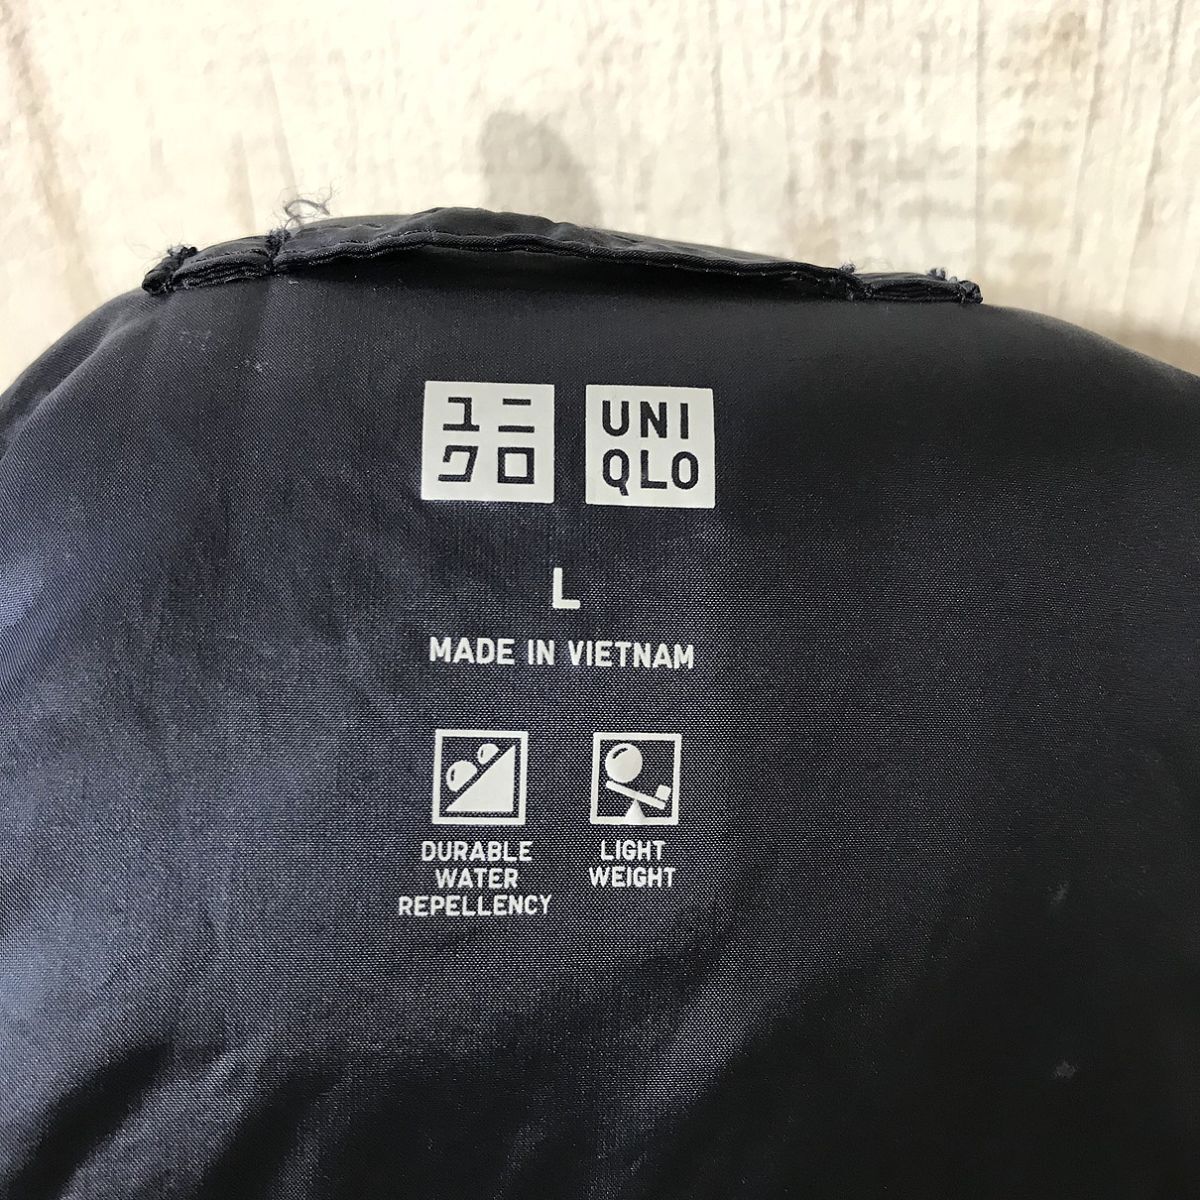 ユニ
クロ
UNI
QLO
L
MADE IN VIETNAM
DURABLE
WATER
REPELLENCY
LIGHT
WEIGHT